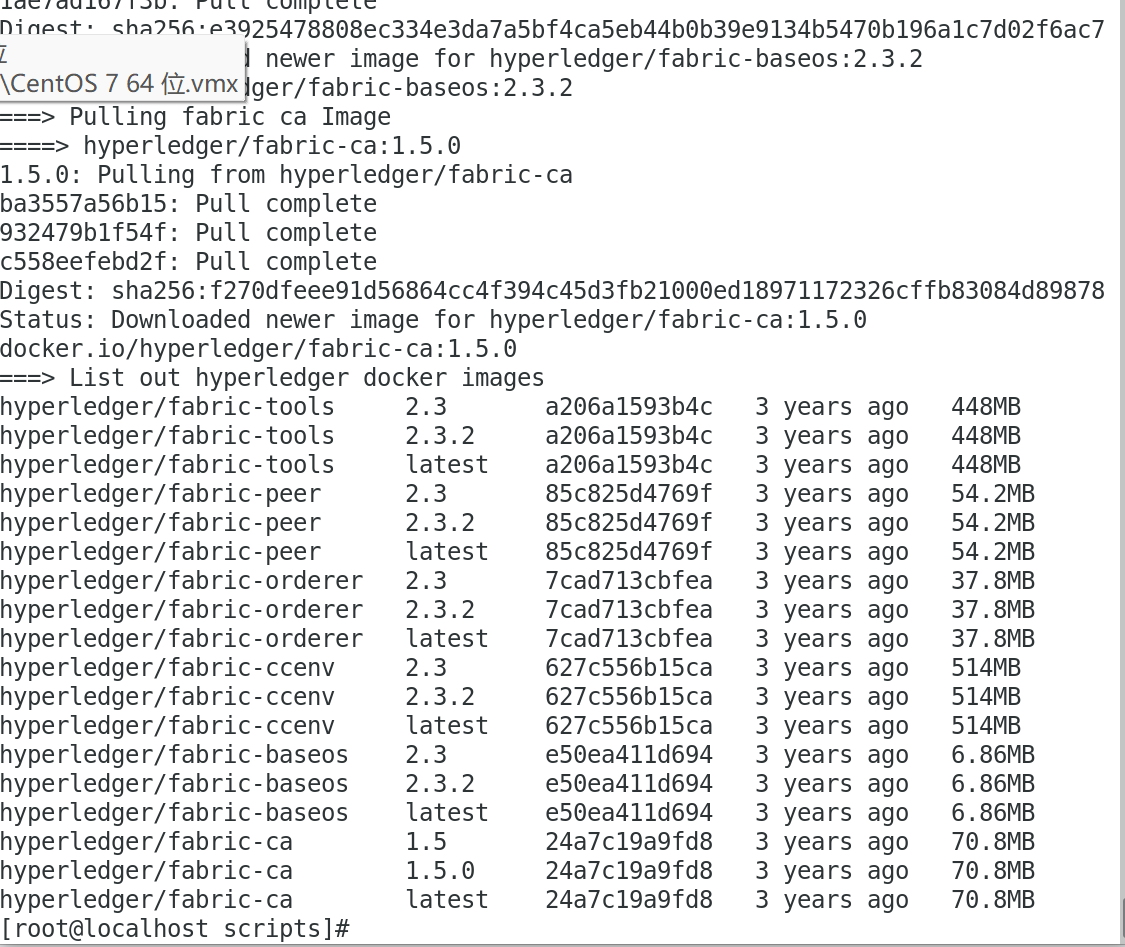 1ae7ad167f3b: Pull complete
Digest: sha256:e3925478808ec334e3da7a5bf4ca5eb44b0b39e9134b5470b196a1c7d02f6ac7
位
newer image for hyperledger/fabric-baseos:2.3.2
\CentOS 7 64 位.vmx
dger/fabric-baseos:2.3.2
===> Pulling fabric ca Image
====> hyperledger/fabric-ca:1.5.0
1.5.0: Pulling from hyperledger/fabric-ca
ba3557a56b15: Pull complete
932479b1f54f: Pull complete
c558eefebd2f: Pull complete
Digest: sha256:f270dfeee91d56864cc4f394c45d3fb21000ed18971172326cffb83084d89878
Status: Downloaded newer image for hyperledger/fabric-ca:1.5.0
docker.io/hyperledger/fabric-ca:1.5.0
===> List out hyperledger docker images
hyperledger/fabric-tools 2.3 a206a1593b4c 3 years ago 448MB
hyperledger/fabric-tools 2.3.2 a206a1593b4c 3 years ago 448MB
hyperledger/fabric-tools latest a206a1593b4c 3 years ago 448MB
hyperledger/fabric-peer 2.3 85c825d4769f 3 years ago 54.2MB
hyperledger/fabric-peer 2.3.2 85c825d4769f 3 years ago 54.2MB
hyperledger/fabric-peer latest 85c825d4769f 3 years ago 54.2MB
hyperledger/fabric-orderer 2.3 7cad713cbfea 3 years ago 37.8MB
hyperledger/fabric-orderer 2.3.2 7cad713cbfea 3 years ago 37.8MB
hyperledger/fabric-orderer latest 7cad713cbfea 3 years ago 37.8MB
hyperledger/fabric-ccenv 2.3 627c556b15ca 3 years ago 514MB
hyperledger/fabric-ccenv 2.3.2 627c556b15ca 3 years ago 514MB
hyperledger/fabric-ccenv latest 627c556b15ca 3 years ago 514MB
hyperledger/fabric-baseos 2.3 e50ea411d694 3 years ago 6.86MB
hyperledger/fabric-baseos 2.3.2 e50ea411d694 3 years ago 6.86MB
hyperledger/fabric-baseos latest e50ea411d694 3 years ago 6.86MB
hyperledger/fabric-ca 1.5 24a7c19a9fd8 3 years ago 70.8MB
hyperledger/fabric-ca 1.5.0 24a7c19a9fd8 3 years ago 70.8MB
hyperledger/fabric-ca latest 24a7c19a9fd8 3 years ago 70.8MB
[root@localhost scripts]#